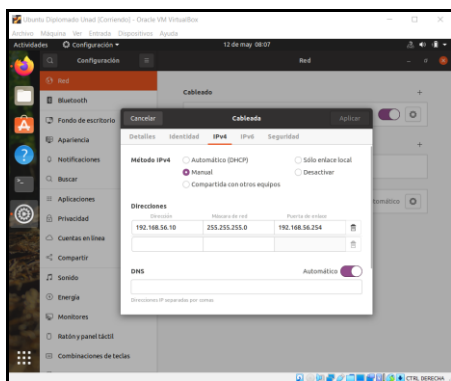 Ubuntu Diplomado Unad [Corriendo] - Oracle VM VirtualBox
Archivo Máquina Ver Entrada Dispositivos Ayuda
Actividades Configuración 12 de may 08:07
Configuración Red
Red
Bluetooth
Fondo de escritorio
Apariencia
Notificaciones
Buscar
Aplicaciones
Privacidad
Cuentas en línea
Compartir
Sonido
Energía
Monitores
Ratón y panel táctil
Combinaciones de teclas
Cableado
Cancelar Cableada Aplicar
Detalles Identidad IPv4 IPv6 Seguridad
Método IPv4 Automático (DHCP) Sólo enlace local
Manual Desactivar
Compartida con otros equipos
Direcciones
Dirección Máscara de red Puerta de enlace
192.168.56.10 255.255.255.0 192.168.56.254
DNS Automático
Direcciones IP separadas por comas
CTRL DERECHA